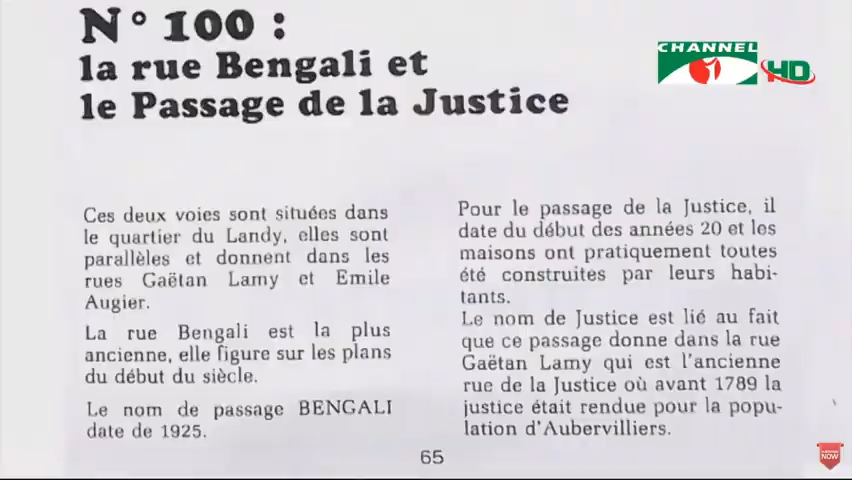 N° 100 :
la rue Bengali et
le Passage de la Justice
CHANNEL
i HD
Ces deux voies sont situées dans
le quartier du Landy, elles sont
parallèles et donnent dans les
rues Gaëtan Lamy et Emile
Augier.
La rue Bengali est la plus
ancienne, elle figure sur les plans
du début du siècle.
Le nom de passage BENGALI
date de 1925.
Pour le passage de la Justice, il
date du début des années 20 et les
maisons ont pratiquement toutes
été construites par leurs habi-
tants.
Le nom de Justice est lié au fait
que ce passage donne dans la rue
Gaëtan Lamy qui est l'ancienne
rue de la Justice où avant 1789 la
justice était rendue pour la popu-
lation d'Aubervilliers.
65
NOW